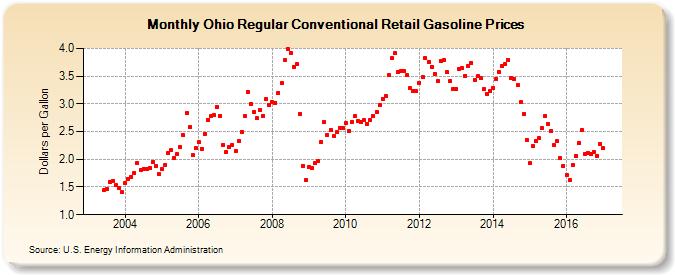 Monthly Ohio Regular Conventional Retail Gasoline Prices
Dollars per Gallon
4.0
3.5
3.0
2.5
2.0
1.5
1.0
2004 2006 2008 2010 2012 2014 2016
Source: U.S. Energy Information Administration